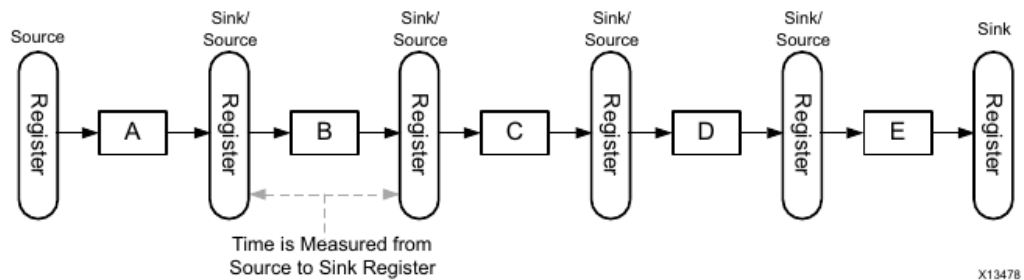 Source
Sink/
Source
Sink/
Source
Sink/
Source
Sink/
Source
Sink
Register
A
Register
B
Register
C
Register
D
Register
E
Register
Time is Measured from
Source to Sink Register
X13478